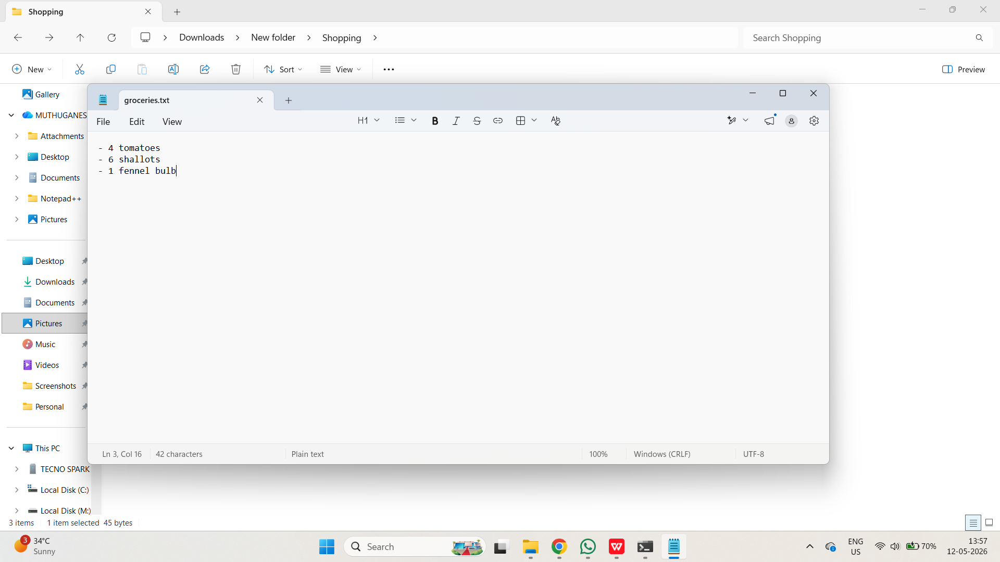 Shopping
Downloads
New folder
Shopping
Search Shopping
New
Sort
View
Preview
groceries.txt
File
Edit
View
H1
B
I
- 4 tomatoes
- 6 shallots
- 1 fennel bulb
Ln 3, Col 16
42 characters
Plain text
100%
Windows (CRLF)
UTF-8
Gallery
MUTHUGANES
Attachments
Desktop
Documents
Notepad++
Pictures
Desktop
Downloads
Documents
Pictures
Music
Videos
Screenshots
Personal
This PC
TECNO SPARK
Local Disk (C:)
Local Disk (M:)
3 items
1 item selected 45 bytes
3
34°C
Sunny
Search
W
ENG
US
70%
13:57
12-05-2026